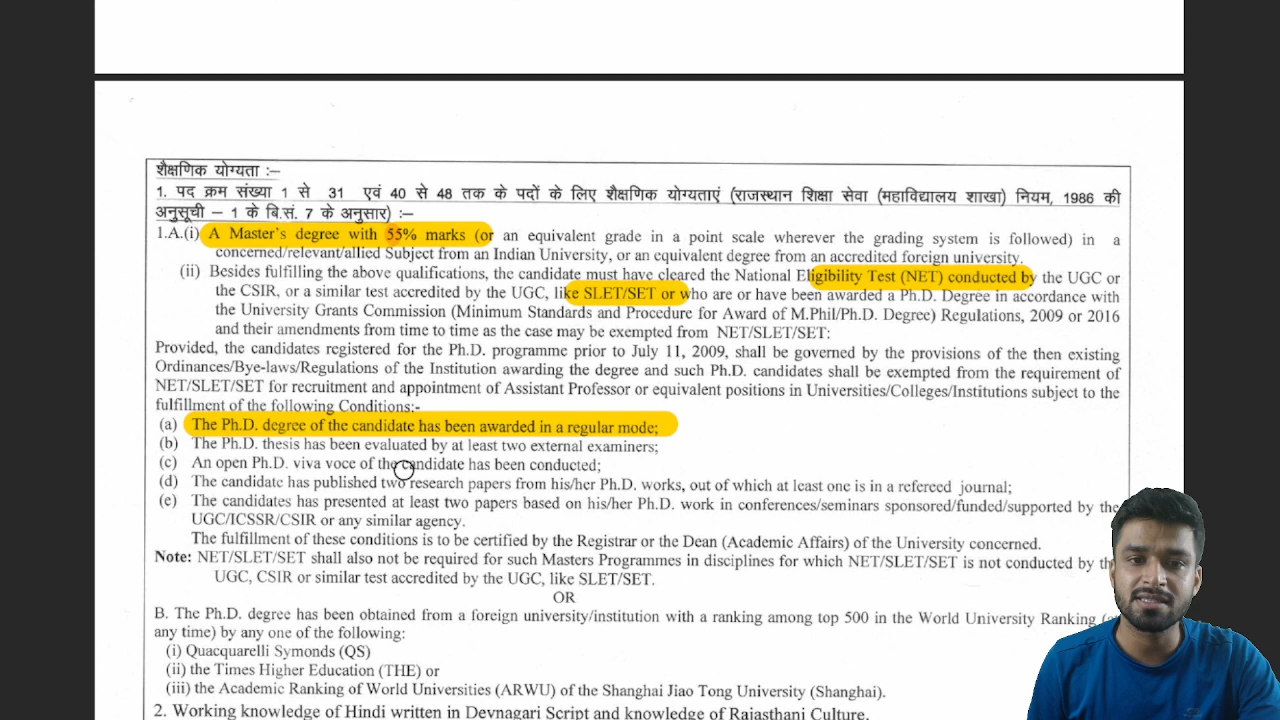 शैक्षणिक योग्यता :–
1. पद क्रम संख्या 1 से 31 एवं 40 से 48 तक के पदों के लिए शैक्षणिक योग्यताएं (राजस्थान शिक्षा सेवा (महाविद्यालय शाखा) नियम, 1986 की
अनुसूची – 1 के बि.सं. 7 के अनुसार) :–
1.A.(i) A Master's degree with 55% marks (or an equivalent grade in a point scale wherever the grading system is followed) in a
concerned/relevant/allied Subject from an Indian University, or an equivalent degree from an accredited foreign university.
(ii) Besides fulfilling the above qualifications, the candidate must have cleared the National Eligibility Test (NET) conducted by the UGC or
the CSIR, or a similar test accredited by the UGC, like SLET/SET or who are or have been awarded a Ph.D. Degree in accordance with
the University Grants Commission (Minimum Standards and Procedure for Award of M.Phil/Ph.D. Degree) Regulations, 2009 or 2016
and their amendments from time to time as the case may be exempted from NET/SLET/SET:
Provided, the candidates registered for the Ph.D. programme prior to July 11, 2009, shall be governed by the provisions of the then existing
Ordinances/Bye-laws/Regulations of the Institution awarding the degree and such Ph.D. candidates shall be exempted from the requirement of
NET/SLET/SET for recruitment and appointment of Assistant Professor or equivalent positions in Universities/Colleges/Institutions subject to the
fulfillment of the following Conditions:-
(a) The Ph.D. degree of the candidate has been awarded in a regular mode;
(b) The Ph.D. thesis has been evaluated by at least two external examiners;
(c) An open Ph.D. viva voce of the candidate has been conducted;
(d) The candidate has published two research papers from his/her Ph.D. works, out of which at least one is in a refereed journal;
(e) The candidates has presented at least two papers based on his/her Ph.D. work in conferences/seminars sponsored/funded/supported by the
UGC/ICSSR/CSIR or any similar agency.
The fulfillment of these conditions is to be certified by the Registrar or the Dean (Academic Affairs) of the University concerned.
Note: NET/SLET/SET shall also not be required for such Masters Programmes in disciplines for which NET/SLET/SET is not conducted by the
UGC, CSIR or similar test accredited by the UGC, like SLET/SET.
OR
B. The Ph.D. degree has been obtained from a foreign university/institution with a ranking among top 500 in the World University Ranking
any time) by any one of the following:
(i) Quacquarelli Symonds (QS)
(ii) the Times Higher Education (THE) or
(iii) the Academic Ranking of World Universities (ARWU) of the Shanghai Jiao Tong University (Shanghai).
2. Working knowledge of Hindi written in Devnagari Script and knowledge of Rajasthani Culture.